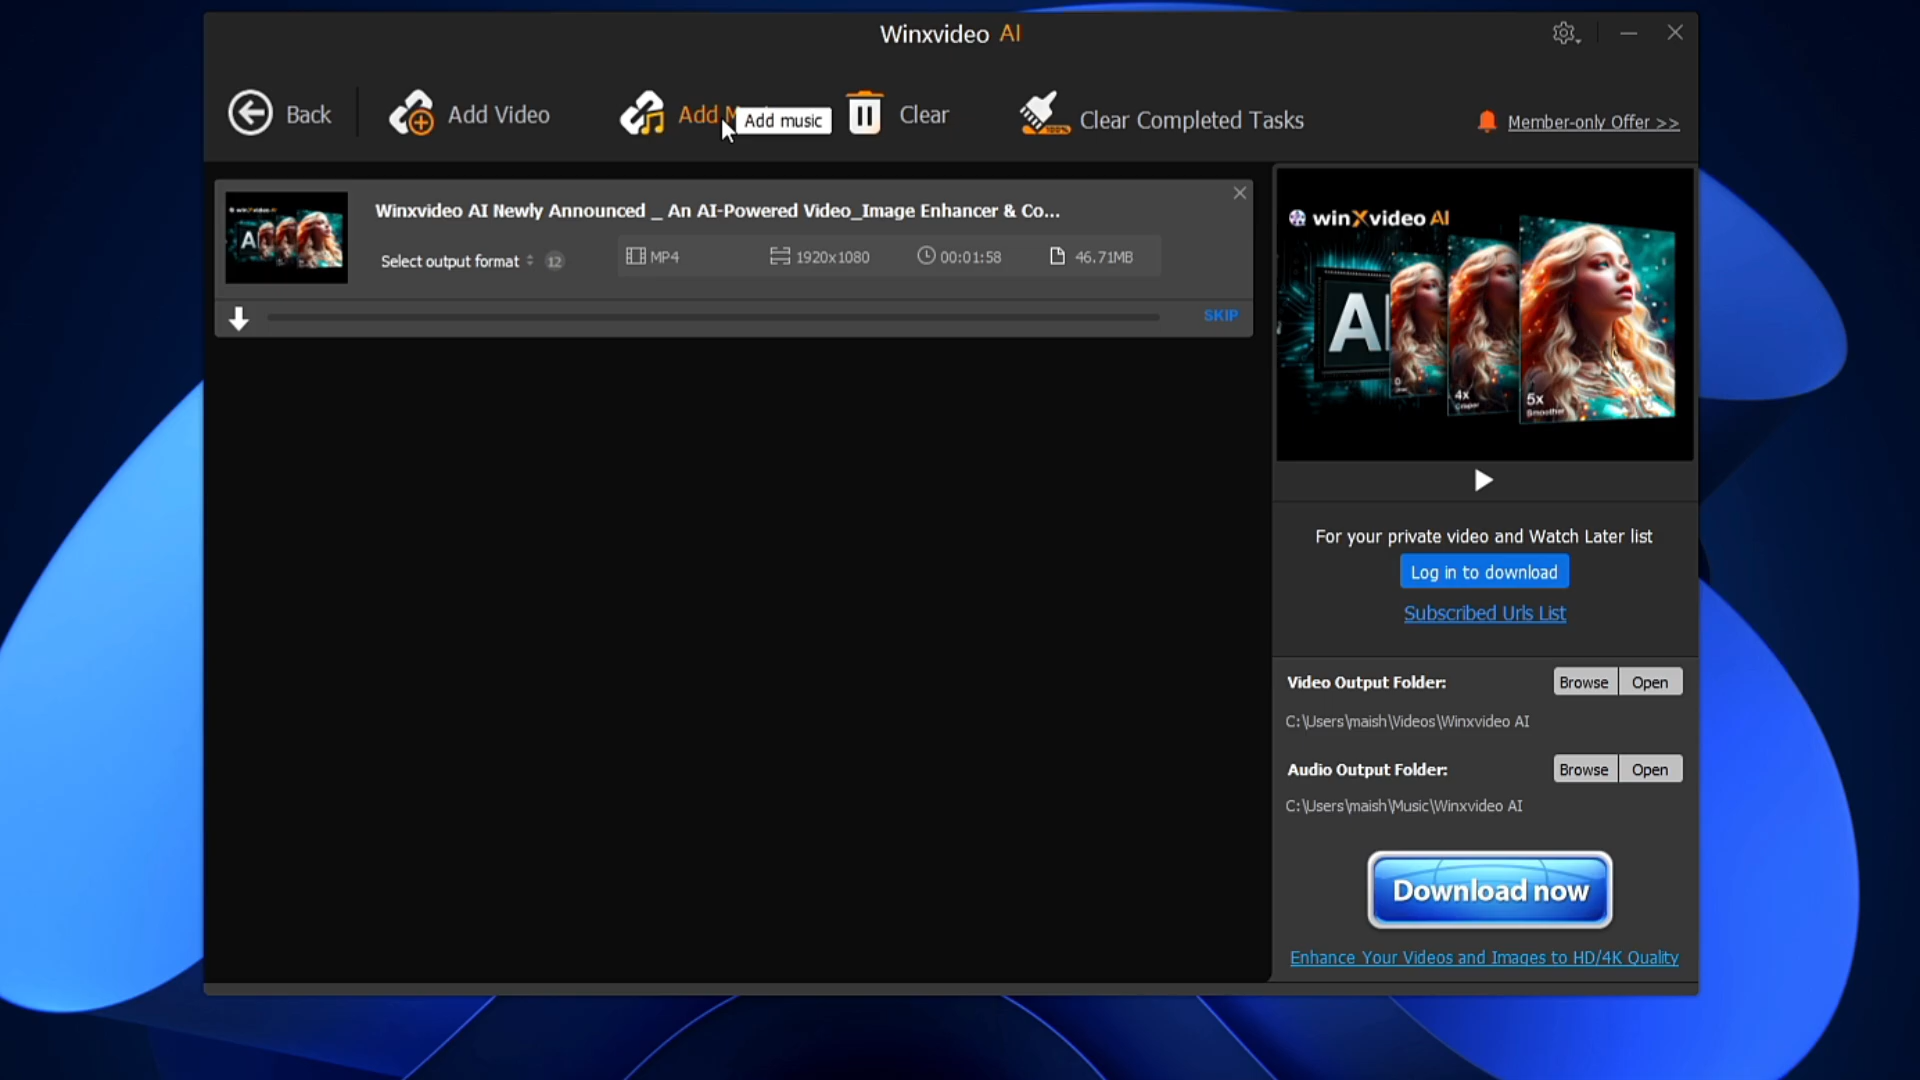 Winxvideo AI
Back
Add Video
Add M
Add music
Clear
100%
Clear Completed Tasks
Member-only Offer >>
Winxvideo AI Newly Announced _ An AI-Powered Video_Image Enhancer & Co...
Select output format
12
MP4
1920x1080
00:01:58
46.71MB
SKIP
winXvideo AI
AI
4x
5x
Smoother
For your private video and Watch Later list
Log in to download
Subscribed Urls List
Video Output Folder:
Browse
Open
C:\Users\maish\Videos\Winxvideo AI
Audio Output Folder:
Browse
Open
C:\Users\maish\Music\Winxvideo AI
Download now
Enhance Your Videos and Images to HD/4K Quality